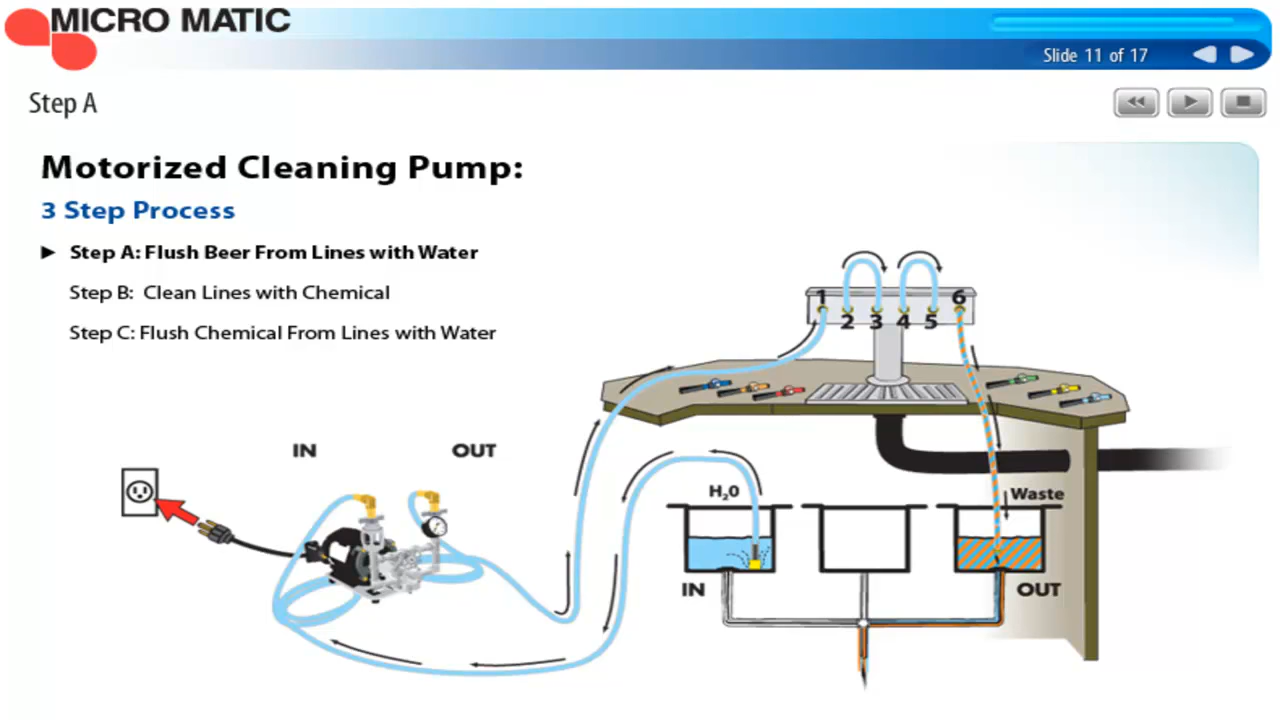 MICRO MATIC
Slide 11 of 17
Step A
Motorized Cleaning Pump:
3 Step Process
Step A: Flush Beer From Lines with Water
Step B: Clean Lines with Chemical
Step C: Flush Chemical From Lines with Water
1 2 3 4 5 6
IN OUT
H₂0
Waste
IN
OUT